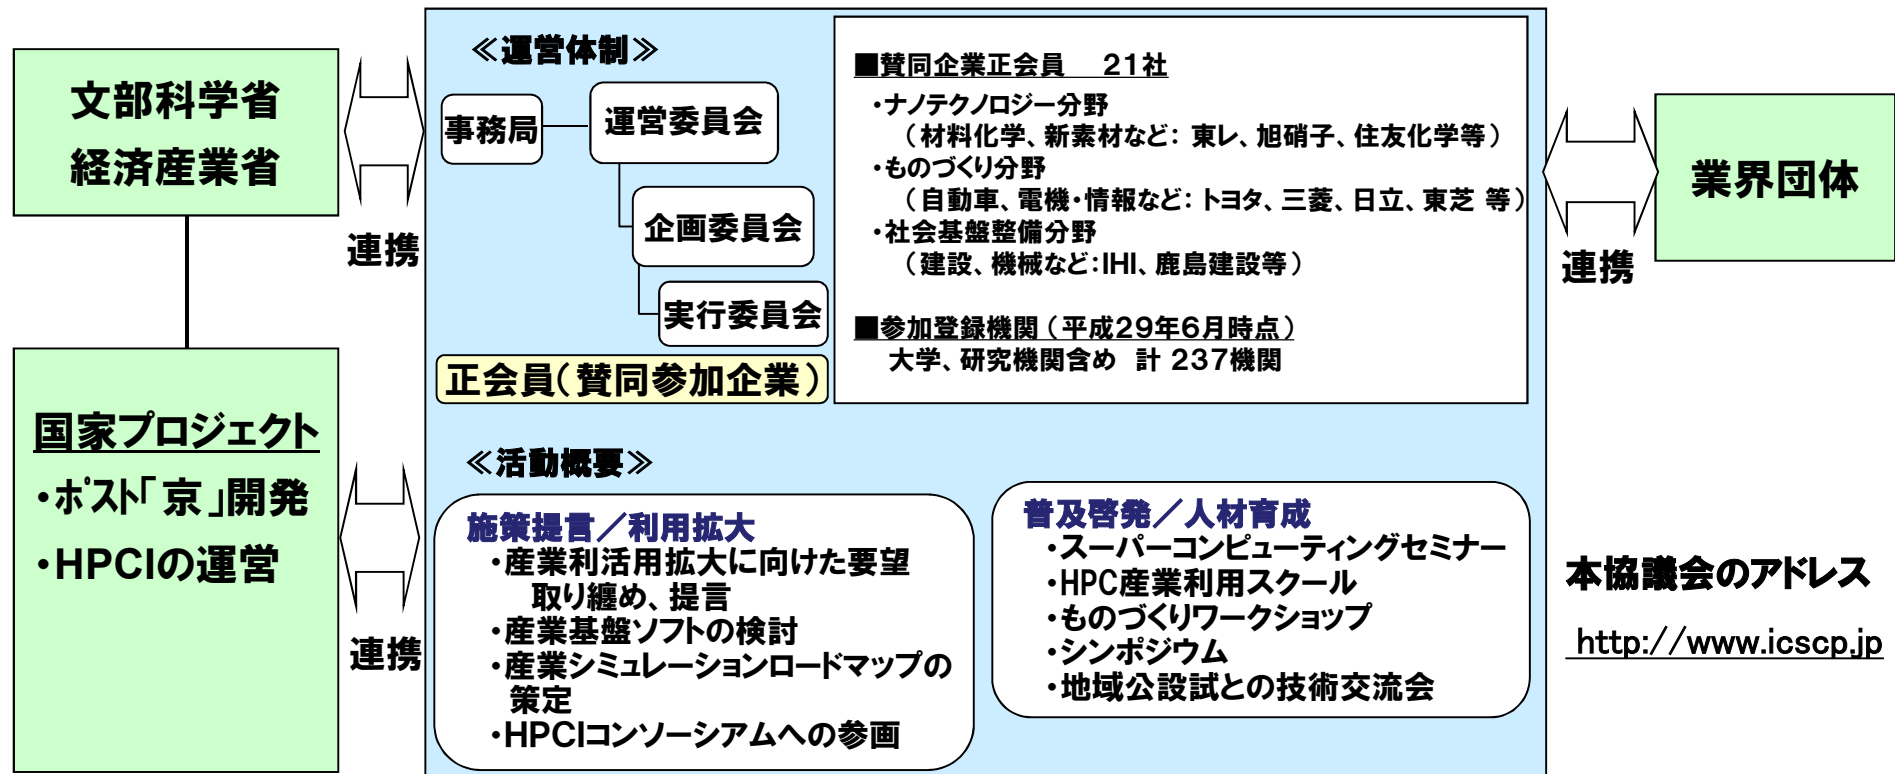 文部科学省
経済産業省
連携
国家プロジェクト
・ポスト「京」開発
・HPCIの運営
連携
≪運営体制≫
事務局
運営委員会
企画委員会
実行委員会
正会員(賛同参加企業)
■賛同企業正会員　21社
・ナノテクノロジー分野
（材料化学、新素材など： 東レ、旭硝子、住友化学等）
・ものづくり分野
（自動車、電機・情報など： トヨタ、三菱、日立、東芝 等）
・社会基盤整備分野
（建設、機械など：IHI、鹿島建設等）
■参加登録機関（平成29年6月時点）
大学、研究機関含め　計 237機関
≪活動概要≫
施策提言／利用拡大
・産業利活用拡大に向けた要望
取り纏め、提言
・産業基盤ソフトの検討
・産業シミュレーションロードマップの
策定
・HPCIコンソーシアムへの参画
普及啓発／人材育成
・スーパーコンピューティングセミナー
・HPC産業利用スクール
・ものづくりワークショップ
・シンポジウム
・地域公設試との技術交流会
業界団体
連携
本協議会のアドレス
http://www.icscp.jp